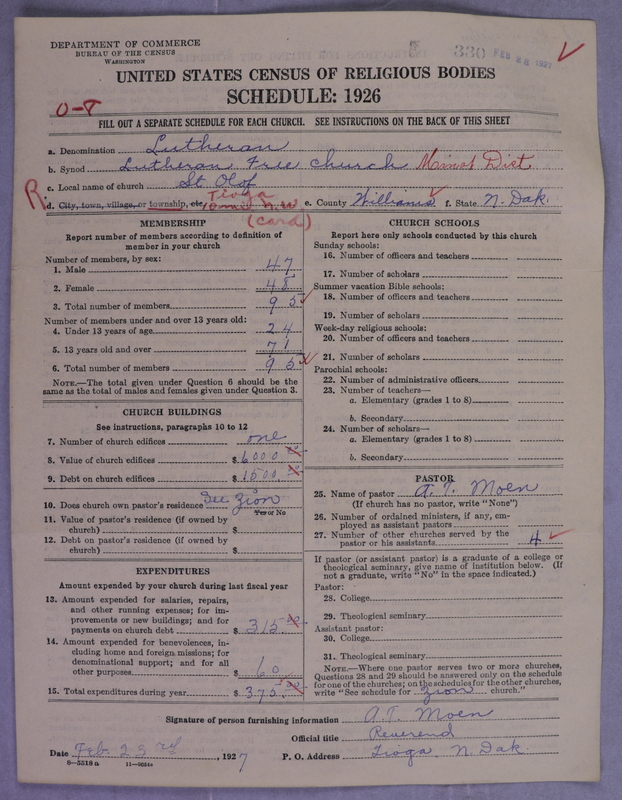 DEPARTMENT OF COMMERCE
BUREAU OF THE CENSUS
WASHINGTON
330 FEB 1927
UNITED STATES CENSUS OF RELIGIOUS BODIES
SCHEDULE: 1926
O-8
FILL OUT A SEPARATE SCHEDULE FOR EACH CHURCH. SEE INSTRUCTIONS ON THE BACK OF THIS SHEET
a. Denomination Lutheran
b. Synod Lutheran Free Church Minot Dist
c. Local name of church St Olof
R d. City, town, village, or township, etc. Tioga e. County Williams f. State N. Dak.
(card)
MEMBERSHIP
Report number of members according to definition of
member in your church
Number of members, by sex:
1. Male 47
2. Female 48
3. Total number of members 95
Number of members under and over 13 years old:
4. Under 13 years of age 24
5. 13 years old and over 71
6. Total number of members 95
NOTE.—The total given under Question 6 should be
same as the total of males and females given under Question 3.
CHURCH BUILDINGS
See instructions, paragraphs 10 to 12
7. Number of church edifices one
8. Value of church edifices $ 6000
9. Debt on church edifices $ 1500
10. Does church own pastor's residence See Zion
Yes or No
11. Value of pastor's residence (if owned by
church) $
12. Debt on pastor's residence (if owned by
church) $
EXPENDITURES
Amount expended by your church during last fiscal year
13. Amount expended for salaries, repairs,
and other running expenses; for im-
provements or new buildings; and for
payments on church debt $ 315.
14. Amount expended for benevolences, in-
cluding home and foreign missions; for
denominational support; and for all
other purposes $ 60
15. Total expenditures during year $ 375.
CHURCH SCHOOLS
Report here only schools conducted by this church
Sunday schools:
16. Number of officers and teachers
17. Number of scholars
Summer vacation Bible schools:
18. Number of officers and teachers
19. Number of scholars
Week-day religious schools:
20. Number of officers and teachers
21. Number of scholars
Parochial schools:
22. Number of administrative officers
23. Number of teachers—
a. Elementary (grades 1 to 8)
b. Secondary
24. Number of scholars—
a. Elementary (grades 1 to 8)
b. Secondary
PASTOR
25. Name of pastor A. T. Moen
(If church has no pastor, write "None")
26. Number of ordained ministers, if any, em-
ployed as assistant pastors
27. Number of other churches served by the
pastor or his assistants 4
If pastor (or assistant pastor) is a graduate of a college or
theological seminary, give name of institution below. (If
not a graduate, write "No" in the space indicated.)
Pastor:
28. College
29. Theological seminary
Assistant pastor:
30. College
31. Theological seminary
NOTE.—Where one pastor serves two or more churches,
Questions 28 and 29 should be answered only on the schedule
for one of the churches; on the schedules for the other churches,
write "See schedule for Zion church."
Signature of person furnishing information A. T. Moen
Official title Reverend
Date Feb 23rd, 1927 P. O. Address Tioga N. Dak.
8—5518 a